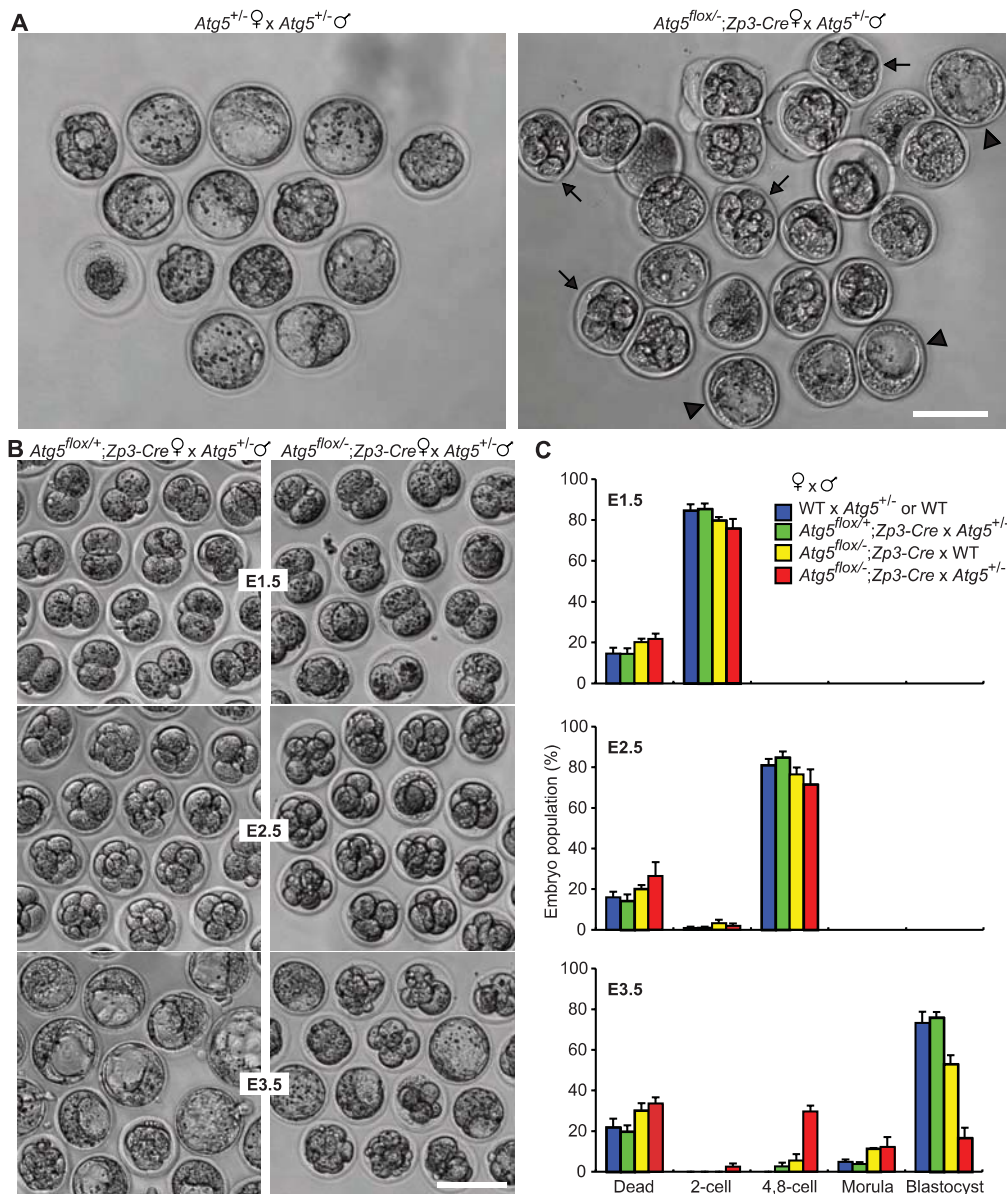 A
Atg5+/-♀ x Atg5+/-♂
Atg5flox/-;Zp3-Cre♀ x Atg5+/-♂
B
Atg5flox/+;Zp3-Cre♀ x Atg5+/-♂
Atg5flox/-;Zp3-Cre♀ x Atg5+/-♂
E1.5
E2.5
E3.5
C
♀ x ♂
WT x Atg5+/- or WT
Atg5flox/+;Zp3-Cre x Atg5+/-
Atg5flox/-;Zp3-Cre x WT
Atg5flox/-;Zp3-Cre x Atg5+/-
Embryo population (%)
E1.5
100
80
60
40
20
0
E2.5
100
80
60
40
20
0
E3.5
100
80
60
40
20
0
Dead 2-cell 4,8-cell Morula Blastocyst